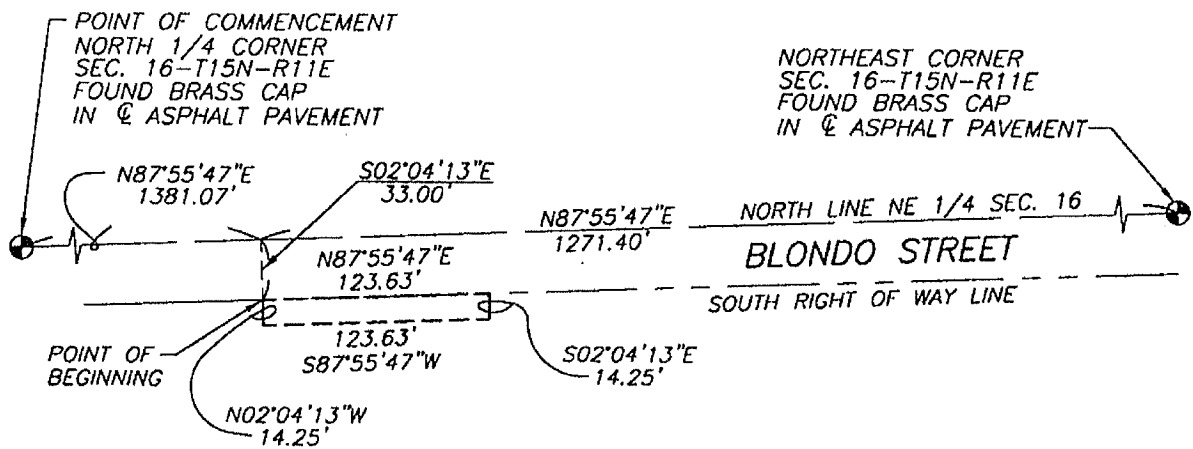 POINT OF COMMENCEMENT
NORTH 1/4 CORNER
SEC. 16-T15N-R11E
FOUND BRASS CAP
IN ℄ ASPHALT PAVEMENT
NORTHEAST CORNER
SEC. 16-T15N-R11E
FOUND BRASS CAP
IN ℄ ASPHALT PAVEMENT
N87°55'47"E
1381.07'
S02°04'13"E
33.00'
N87°55'47"E
1271.40'
NORTH LINE NE 1/4 SEC. 16
BLONDO STREET
N87°55'47"E
123.63'
SOUTH RIGHT OF WAY LINE
123.63'
S87°55'47"W
POINT OF
BEGINNING
S02°04'13"E
14.25'
N02°04'13"W
14.25'